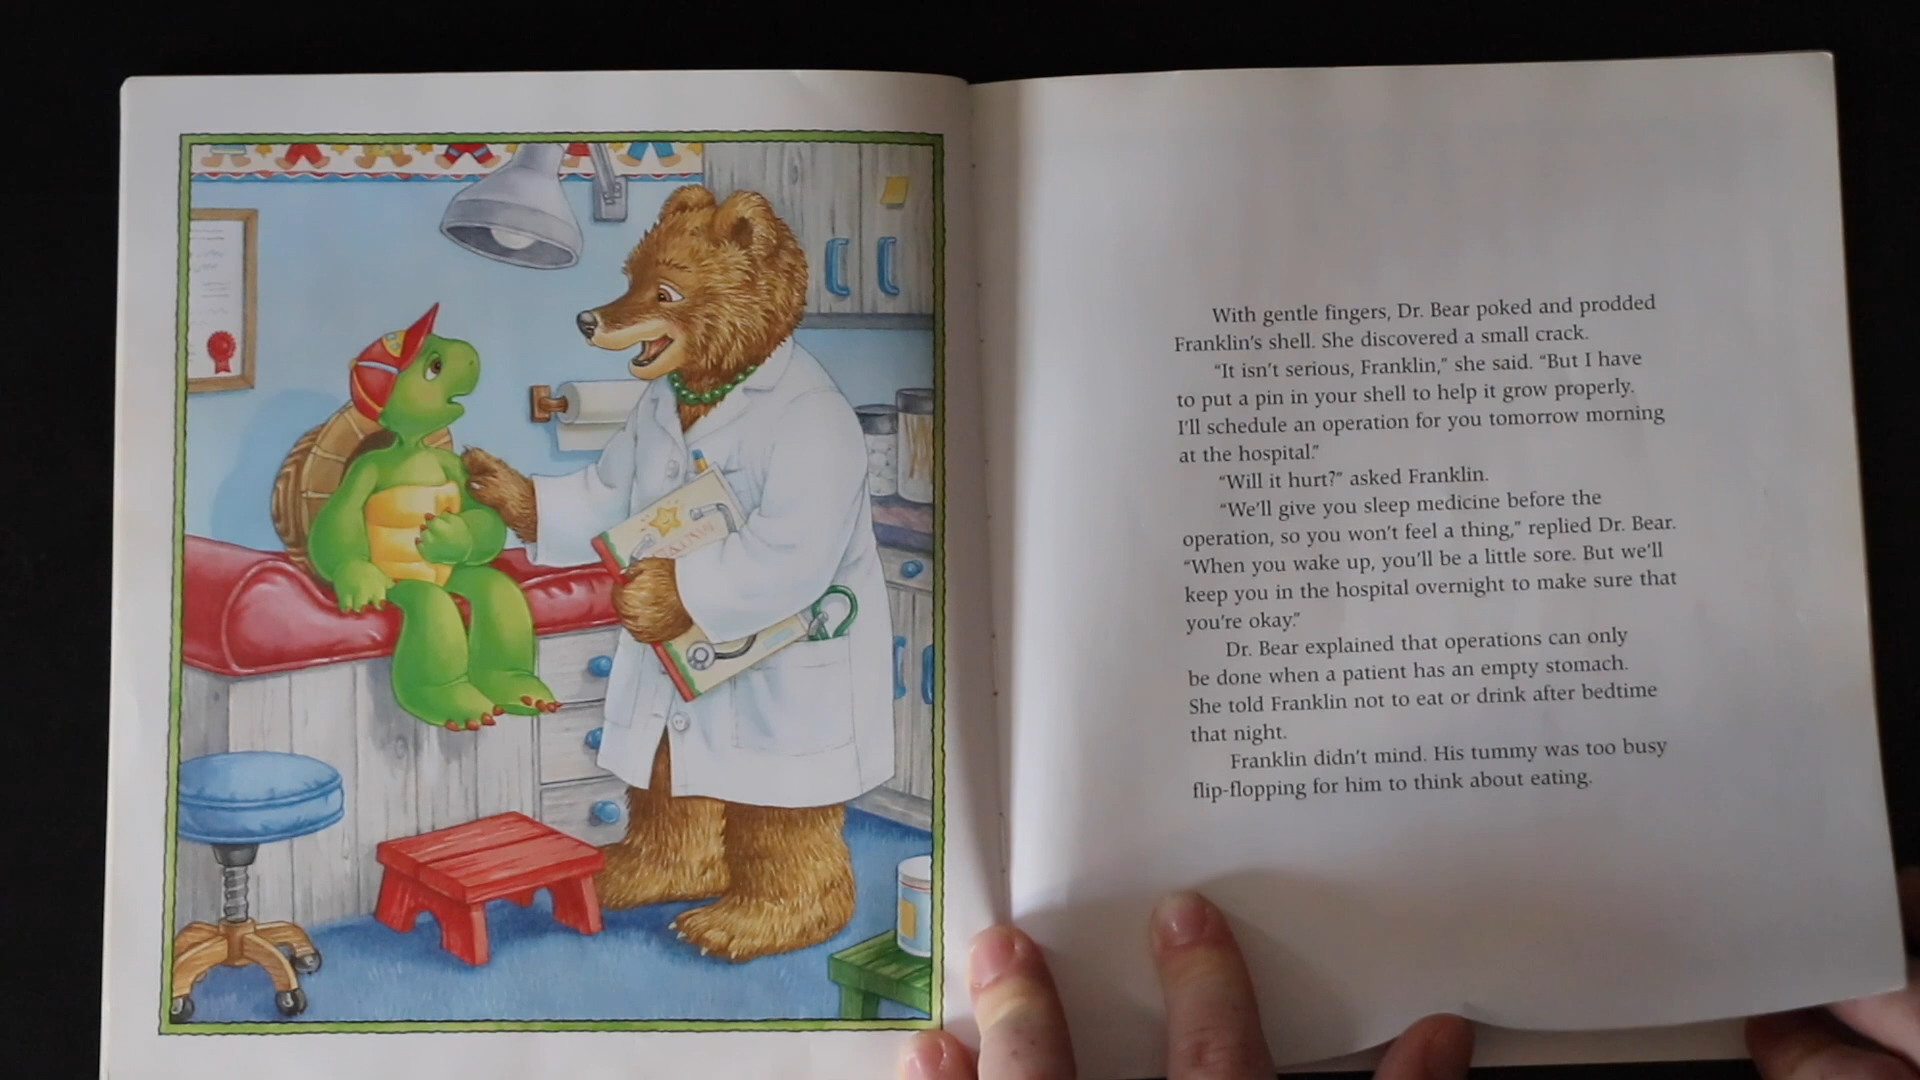 With gentle fingers, Dr. Bear poked and prodded
Franklin's shell. She discovered a small crack.
"It isn't serious, Franklin," she said. "But I have
to put a pin in your shell to help it grow properly.
I'll schedule an operation for you tomorrow morning
at the hospital."
"Will it hurt?" asked Franklin.
"We'll give you sleep medicine before the
operation, so you won't feel a thing," replied Dr. Bear.
"When you wake up, you'll be a little sore. But we'll
keep you in the hospital overnight to make sure that
you're okay."
Dr. Bear explained that operations can only
be done when a patient has an empty stomach.
She told Franklin not to eat or drink after bedtime
that night.
Franklin didn't mind. His tummy was too busy
flip-flopping for him to think about eating.